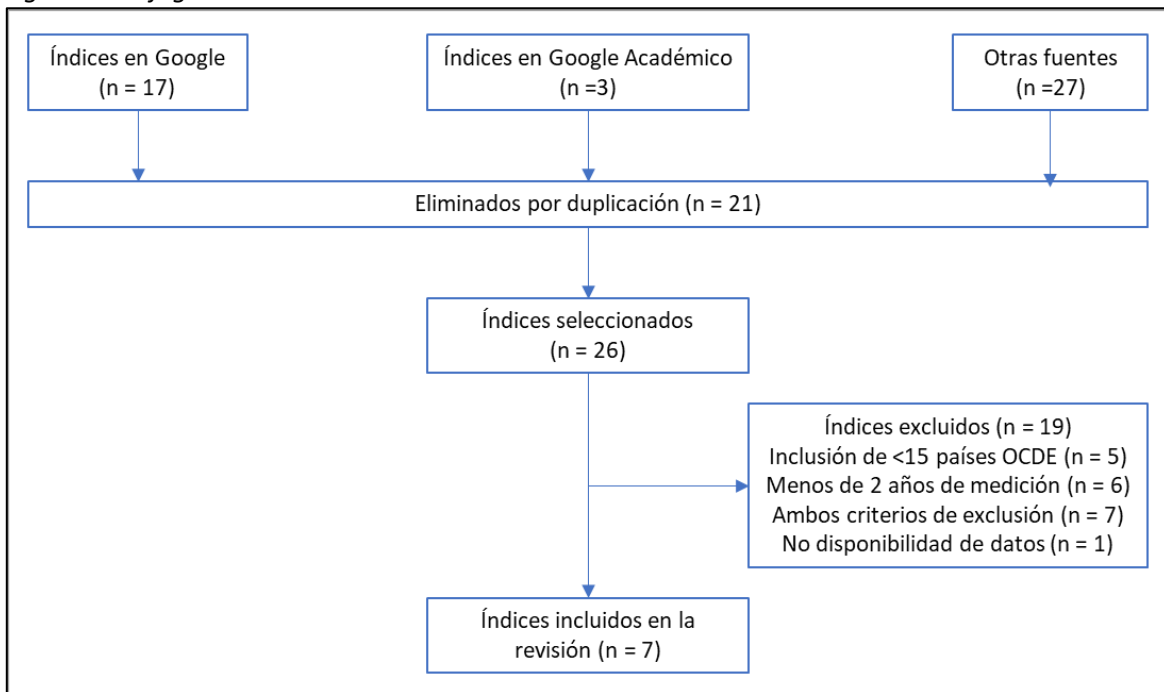 Índices en Google
(n = 17)
Índices en Google Académico
(n =3)
Otras fuentes
(n =27)
Eliminados por duplicación (n = 21)
Índices seleccionados
(n = 26)
Índices excluidos (n = 19)
Inclusión de <15 países OCDE (n = 5)
Menos de 2 años de medición (n = 6)
Ambos criterios de exclusión (n = 7)
No disponibilidad de datos (n = 1)
Índices incluidos en la
revisión (n = 7)